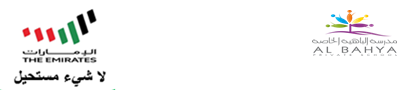 الإمارات
THE EMIRATES
لا شيء مستحيل
مدرسة الباهية الخاصة
AL BAHYA
PRIVATE SCHOOL